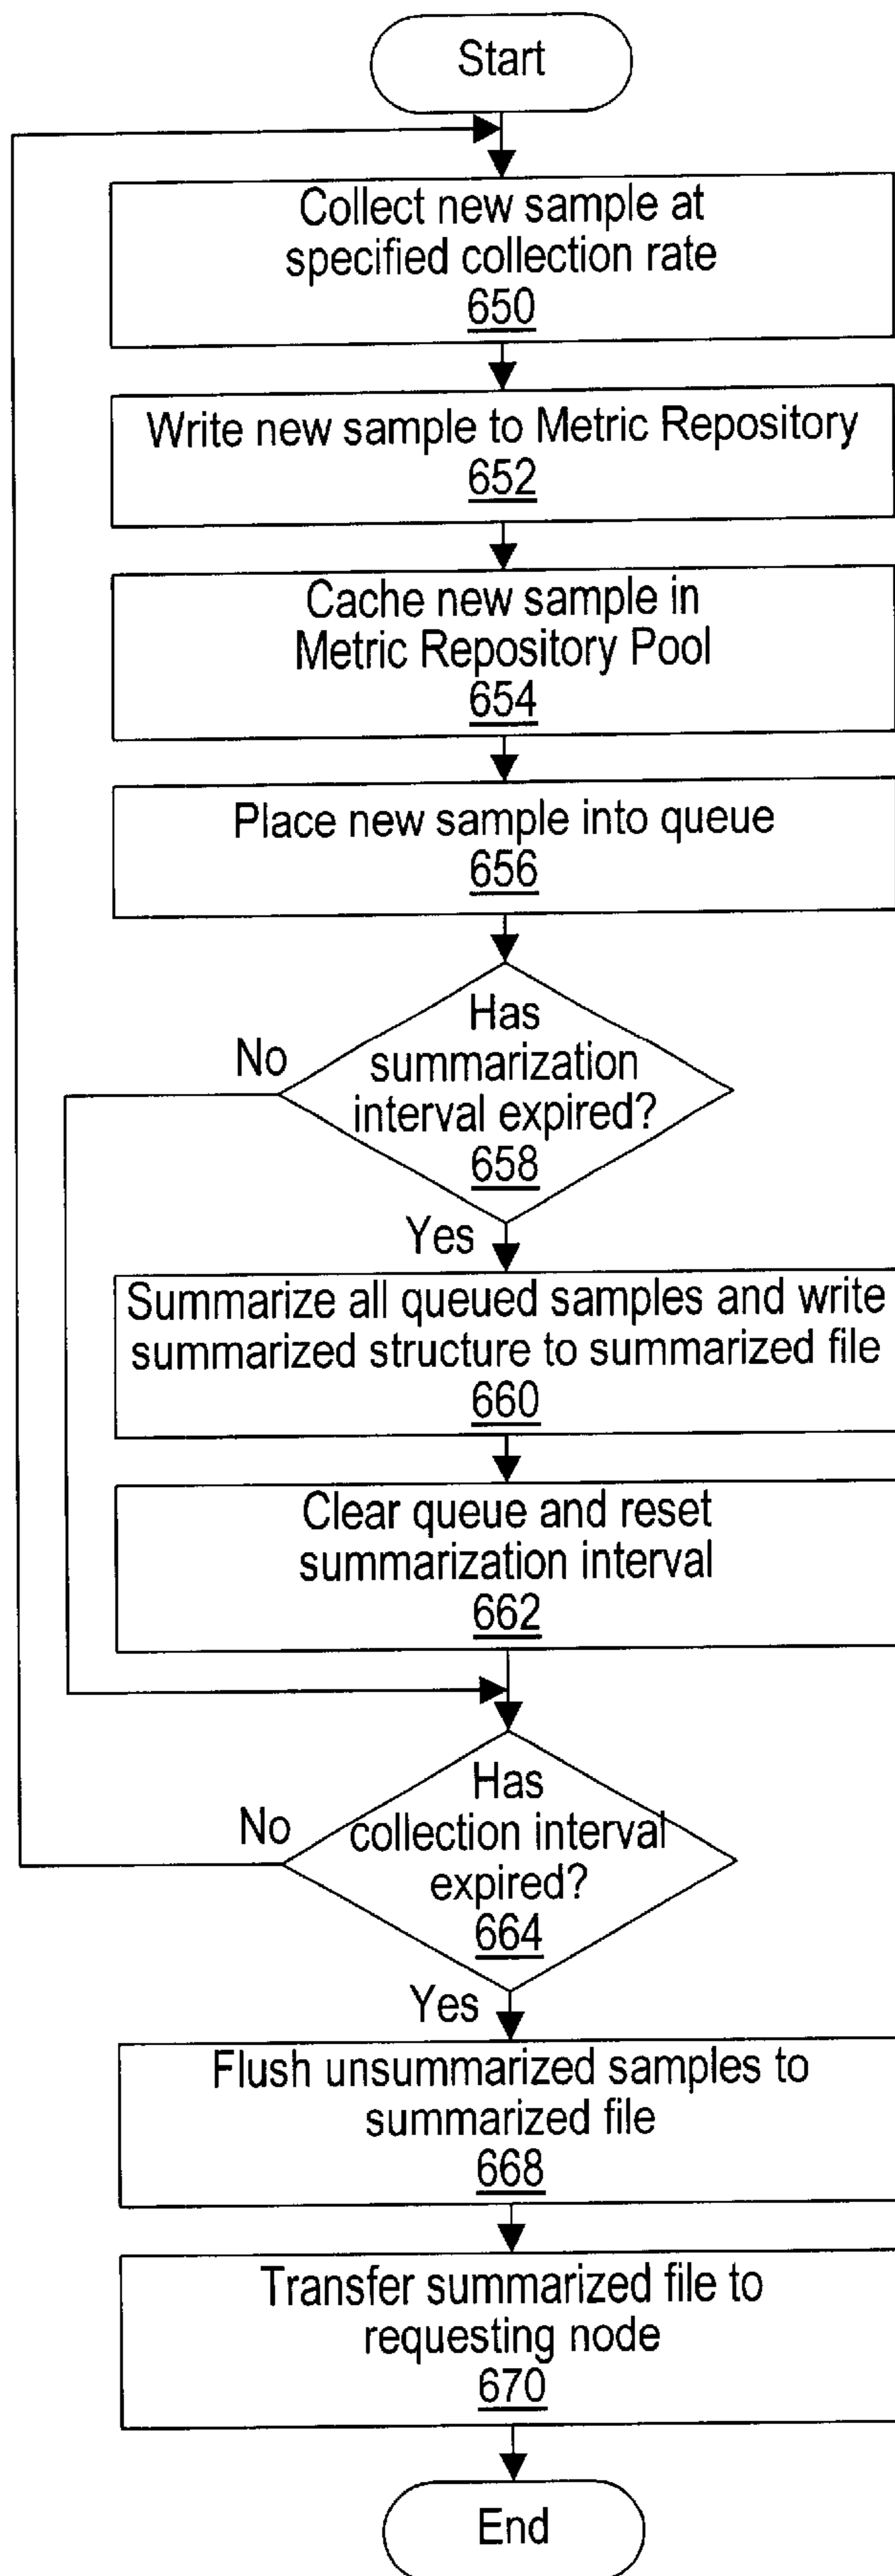 Start
Collect new sample at
specified collection rate
650
Write new sample to Metric Repository
652
Cache new sample in
Metric Repository Pool
654
Place new sample into queue
656
Has
summarization
interval expired?
658
No
Yes
Summarize all queued samples and write
summarized structure to summarized file
660
Clear queue and reset
summarization interval
662
Has
collection interval
expired?
664
No
Yes
Flush unsummarized samples to
summarized file
668
Transfer summarized file to
requesting node
670
End